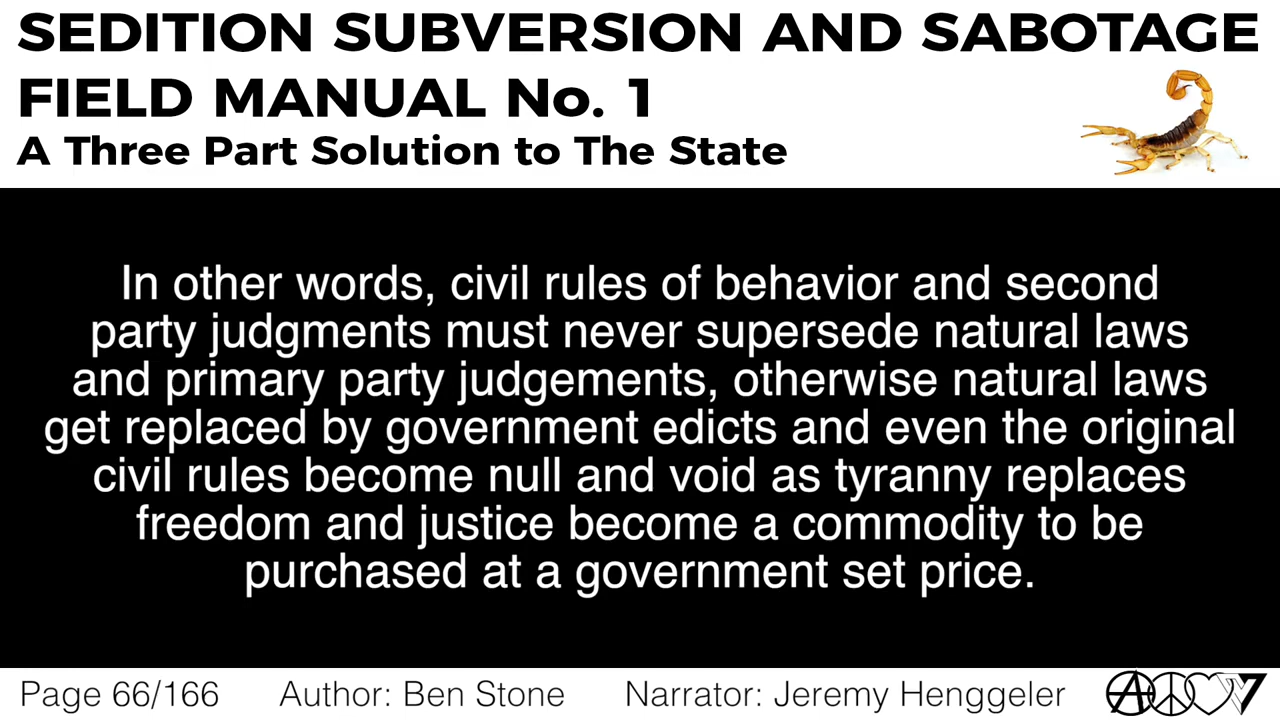 SEDITION SUBVERSION AND SABOTAGE
FIELD MANUAL No. 1
A Three Part Solution to The State
In other words, civil rules of behavior and second
party judgments must never supersede natural laws
and primary party judgements, otherwise natural laws
get replaced by government edicts and even the original
civil rules become null and void as tyranny replaces
freedom and justice become a commodity to be
purchased at a government set price.
Page 66/166 Author: Ben Stone Narrator: Jeremy Henggeler